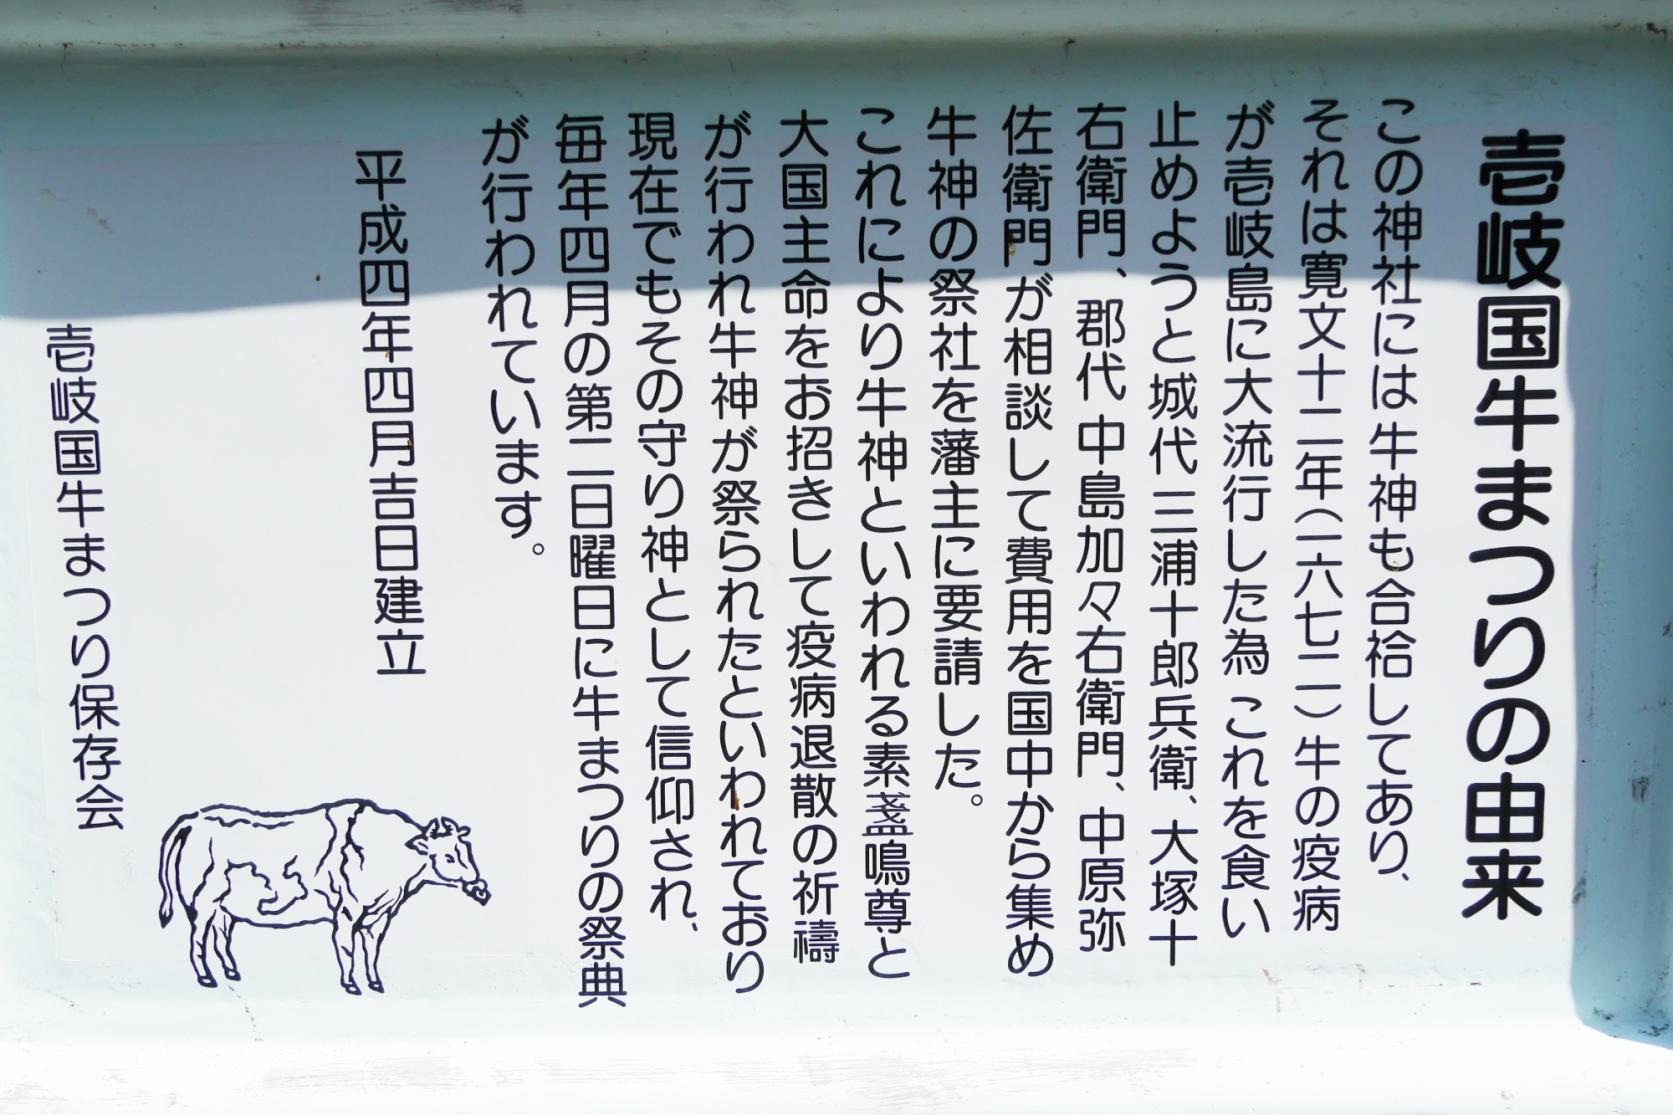 壱岐国牛まつりの由来
この神社には牛神も合祫してあり、
それは寛文十二年(一六七二)牛の疫病
が壱岐島に大流行した為 これを食い
止めようと城代 三浦十郎兵衛、大塚十
右衛門、郡代 中島加々右衛門、中原弥
佐衛門が相談して費用を国中から集め
牛神の祭社を藩主に要請した。
これにより牛神といわれる素盞鳴尊と
大国主命をお招きして疫病退散の祈禱
が行われ牛神が祭られたといわれており
現在でもその守り神として信仰され、
毎年四月の第二日曜日に牛まつりの祭典
が行われています。
平成四年四月吉日建立
壱岐国牛まつり保存会